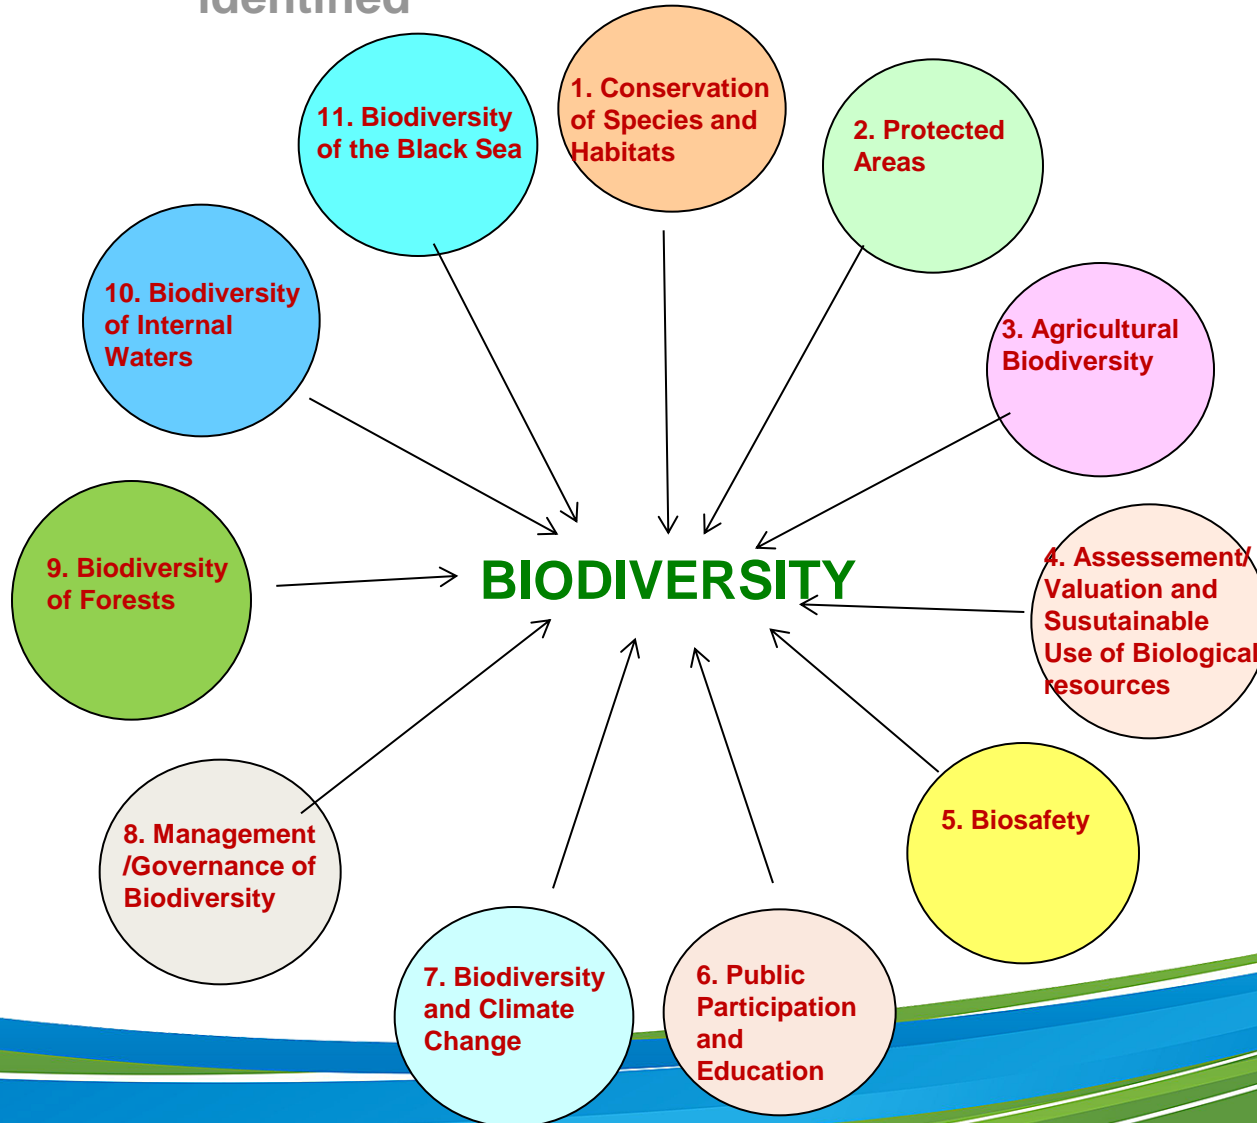 identified
1. Conservation
of Species and
Habitats
2. Protected
Areas
3. Agricultural
Biodiversity
4. Assessement/
Valuation and
Susutainable
Use of Biological
resources
5. Biosafety
6. Public
Participation
and
Education
7. Biodiversity
and Climate
Change
8. Management
/Governance of
Biodiversity
9. Biodiversity
of Forests
10. Biodiversity
of Internal
Waters
11. Biodiversity
of the Black Sea
BIODIVERSITY